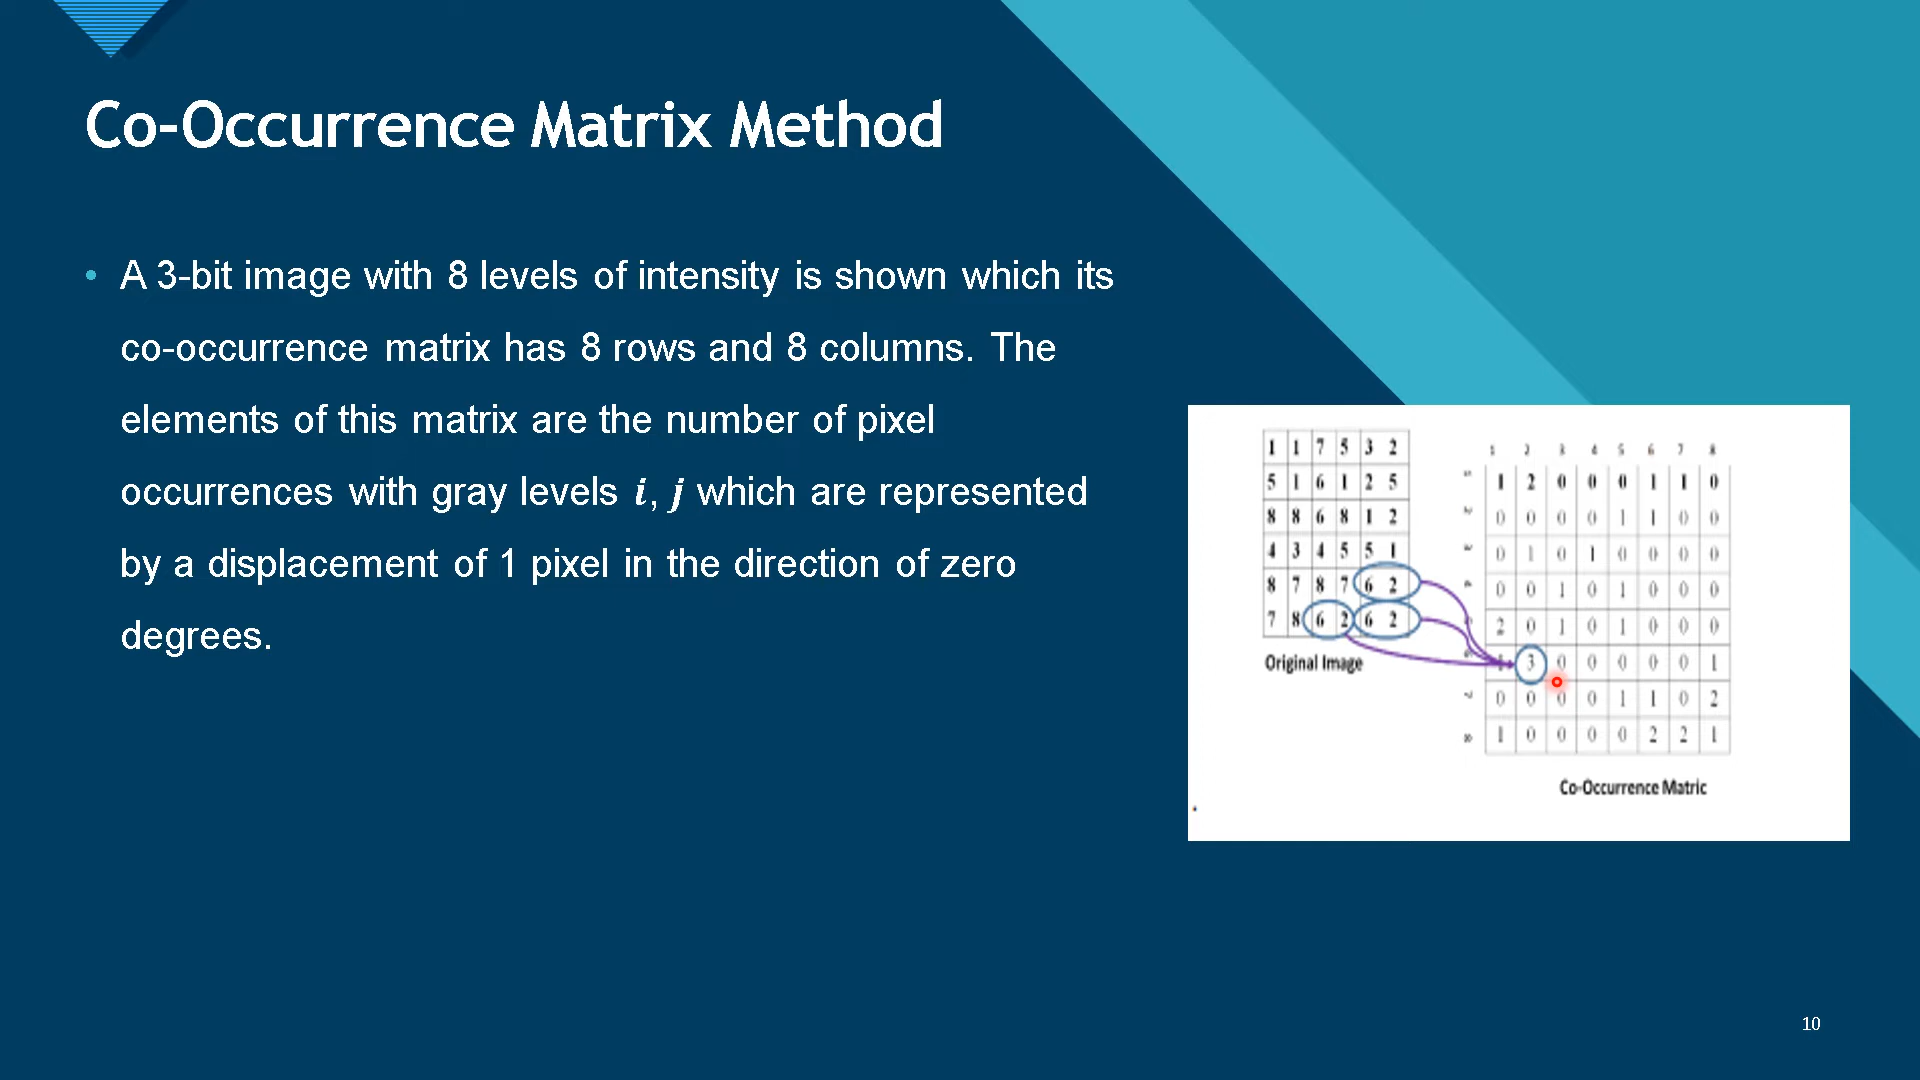 Co-Occurrence Matrix Method
• A 3-bit image with 8 levels of intensity is shown which its
co-occurrence matrix has 8 rows and 8 columns. The
elements of this matrix are the number of pixel
occurrences with gray levels i, j which are represented
by a displacement of 1 pixel in the direction of zero
degrees.
1 1 7 5 3 2
5 1 6 1 2 5
8 8 6 8 1 2
4 3 4 5 5 1
8 7 8 7 6 2
7 8 6 2 6 2
Original Image
1 2 3 4 5 6 7 8
1 2 0 0 0 1 1 0
0 0 0 0 1 1 0 0
0 1 0 1 0 0 0 0
0 0 1 0 1 0 0 0
2 0 1 0 1 0 0 0
3 0 0 0 0 0 1
0 0 0 0 1 1 0 2
8 1 0 0 0 0 2 2 1
Co-Occurrence Matric
10